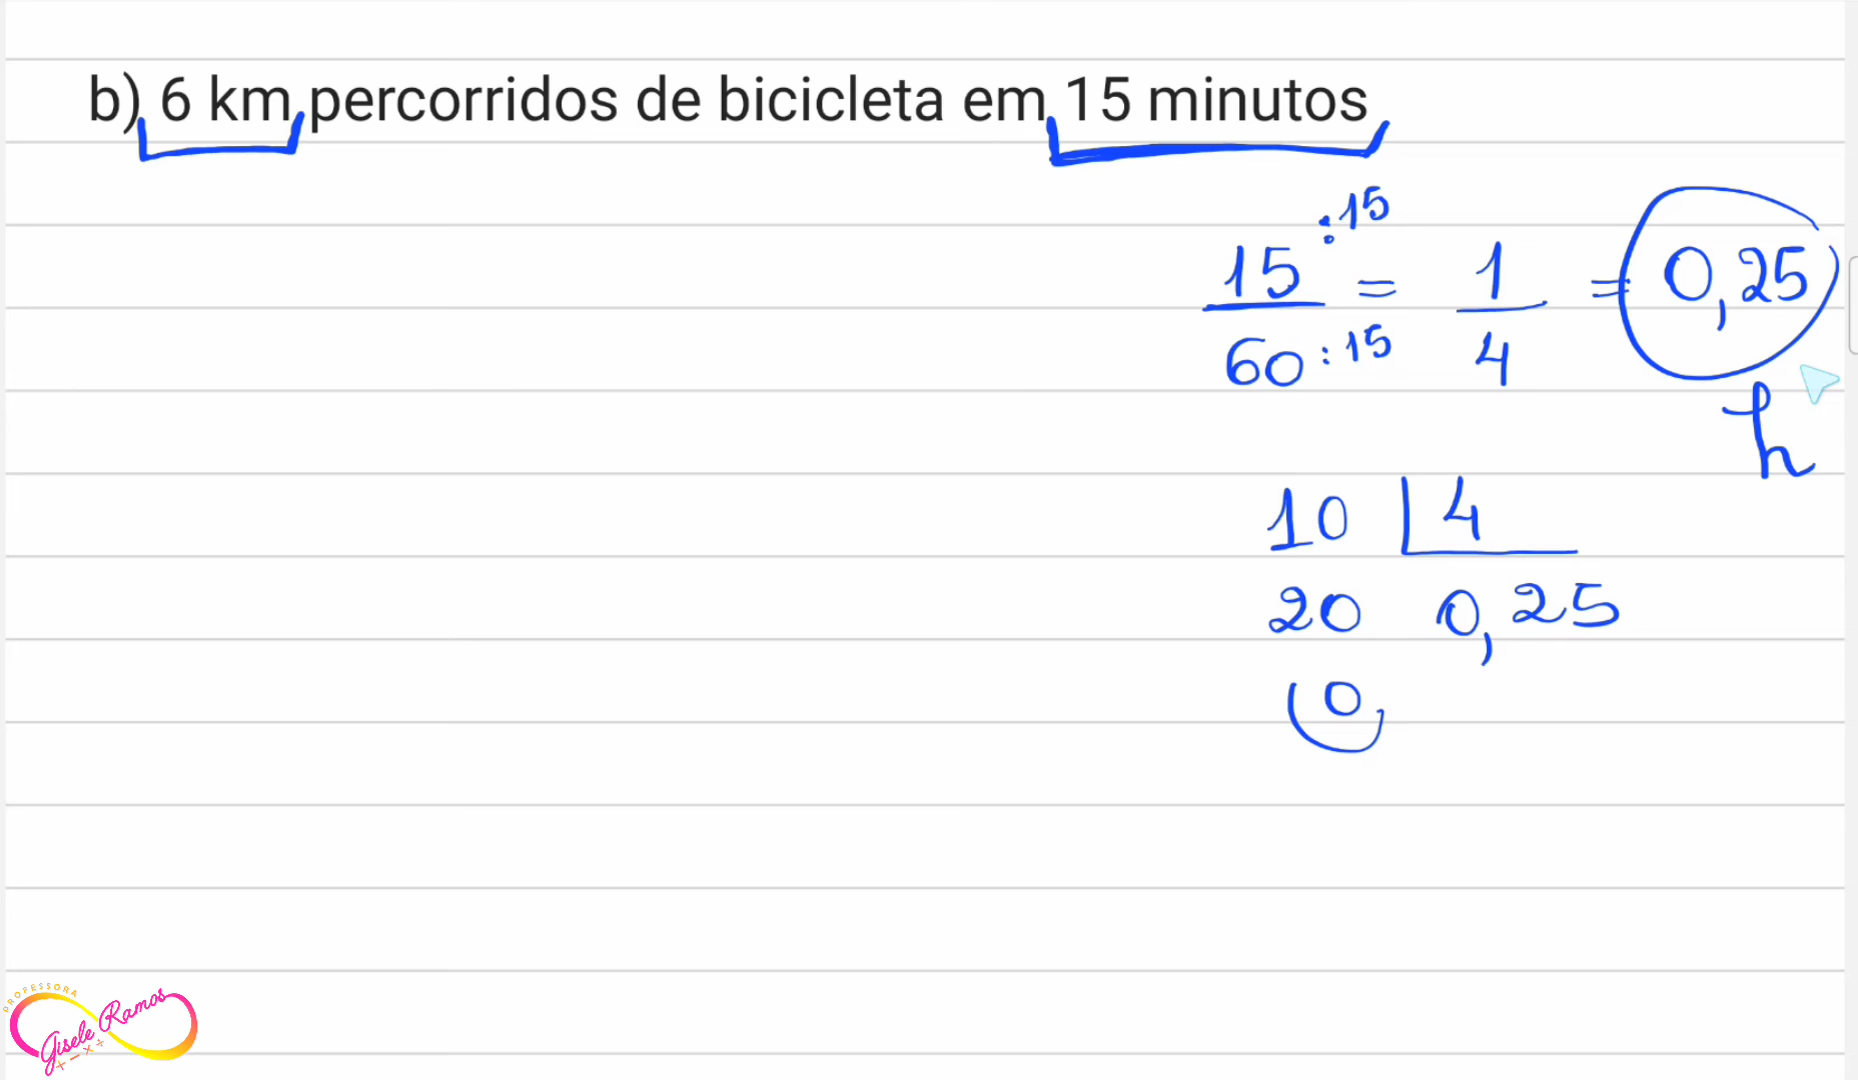 b) 6 km percorridos de bicicleta em 15 minutos
15 :15 = 1 = 0,25
60 :15 4
h
10 4
20 0,25
0
PROFESSORA
Gisele Ramos
+ − × ÷